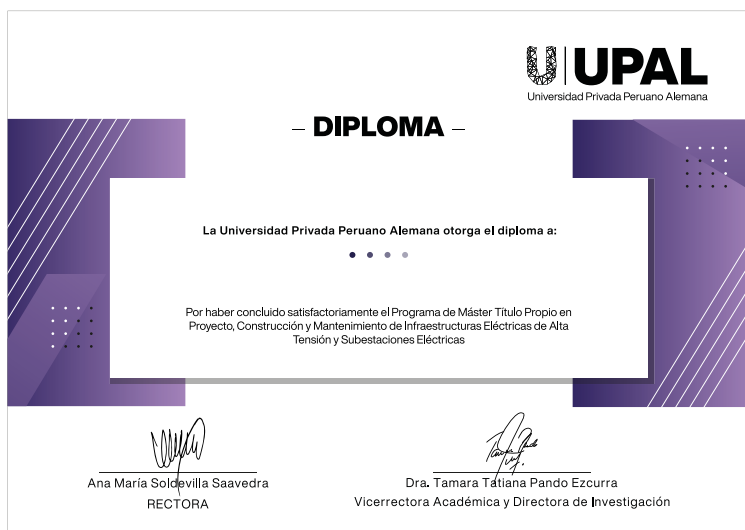 UPAL
Universidad Privada Peruano Alemana
– DIPLOMA –
La Universidad Privada Peruano Alemana otorga el diploma a:
Por haber concluido satisfactoriamente el Programa de Máster Título Propio en
Proyecto, Construcción y Mantenimiento de Infraestructuras Eléctricas de Alta
Tensión y Subestaciones Eléctricas
Ana María Soldevilla Saavedra
RECTORA
Dra. Tamara Tatiana Pando Ezcurra
Vicerrectora Académica y Directora de Investigación